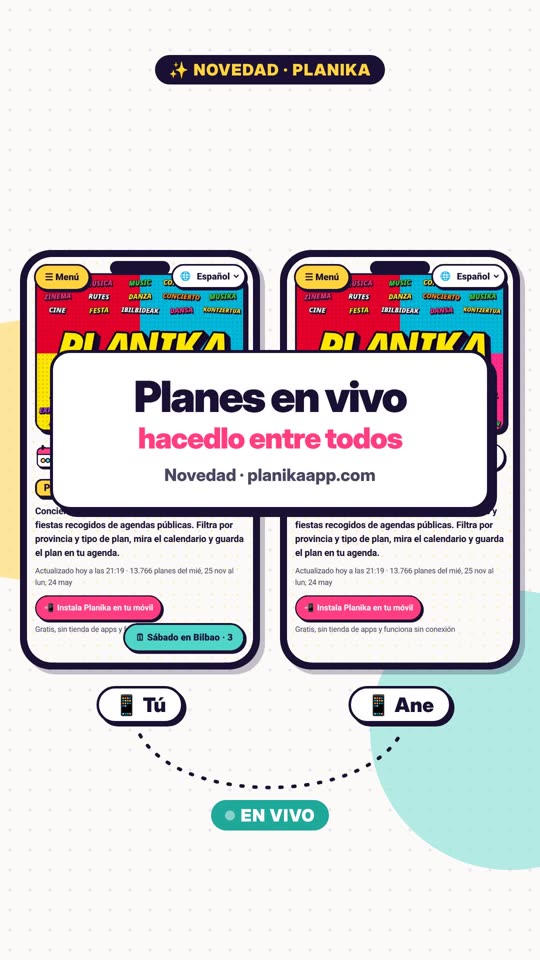 ✨ NOVEDAD · PLANIKA
☰ Menú
🌐 Español
MUSIC
ZINEMA
RUTES
DANZA
CONCIERTO
MUSIKA
CINE
FESTA
IBILBIDEAK
DANSA
KONTZERTUA
PLANIKA
☰ Menú
🌐 Español
MUSIC
ZINEMA
RUTES
DANZA
CONCIERTO
MUSIKA
CINE
FESTA
IBILBIDEAK
DANSA
KONTZERTUA
PLANIKA
Planes en vivo
hacedlo entre todos
Novedad · planikaapp.com
fiestas recogidos de agendas públicas. Filtra por
provincia y tipo de plan, mira el calendario y guarda
el plan en tu agenda.
Actualizado hoy a las 21:19 · 13.766 planes del mié, 25 nov al
lun, 24 may
📲 Instala Planika en tu móvil
Gratis, sin tienda de apps y
🗓 Sábado en Bilbao · 3
y
fiestas recogidos de agendas públicas. Filtra por
provincia y tipo de plan, mira el calendario y guarda
el plan en tu agenda.
Actualizado hoy a las 21:19 · 13.766 planes del mié, 25 nov al
lun, 24 may
📲 Instala Planika en tu móvil
Gratis, sin tienda de apps y funciona sin conexión
📱 Tú
📱 Ane
EN VIVO